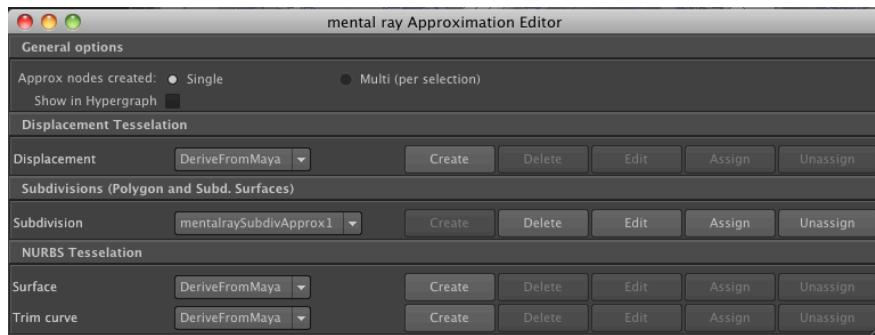 mental ray Approximation Editor
General options
Approx nodes created: Single Multi (per selection)
Show in Hypergraph
Displacement Tesselation
Displacement DeriveFromMaya Create Delete Edit Assign Unassign
Subdivisions (Polygon and Subd. Surfaces)
Subdivision mentalraySubdivApprox1 Create Delete Edit Assign Unassign
NURBS Tesselation
Surface DeriveFromMaya Create Delete Edit Assign Unassign
Trim curve DeriveFromMaya Create Delete Edit Assign Unassign